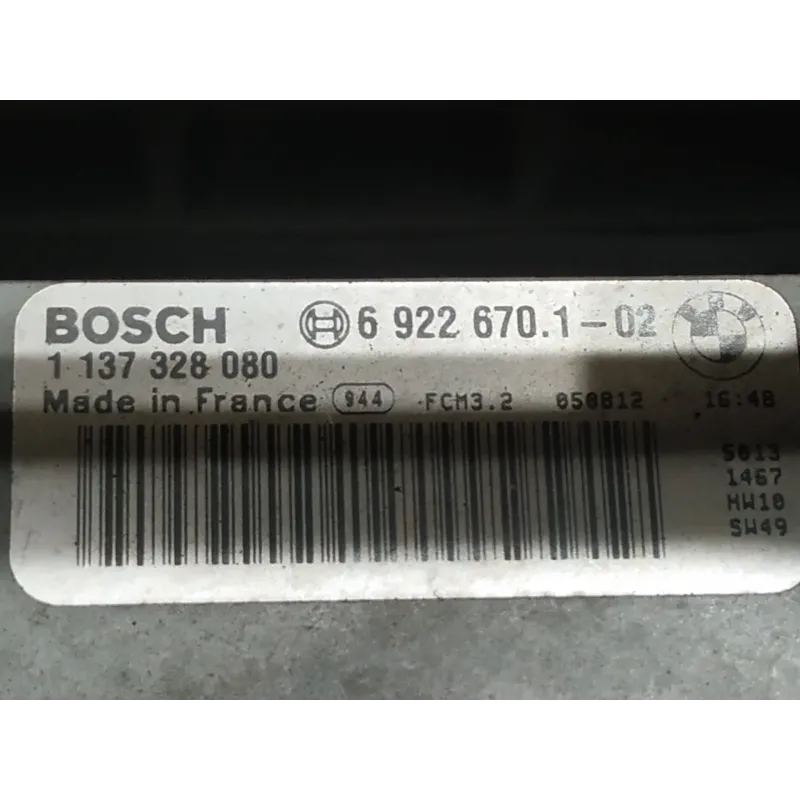 BOSCH 6 922 670.1-02
1 137 328 080
Made in France 944 FCM3.2 050812 16:48
5013
1467
HW10
SW49